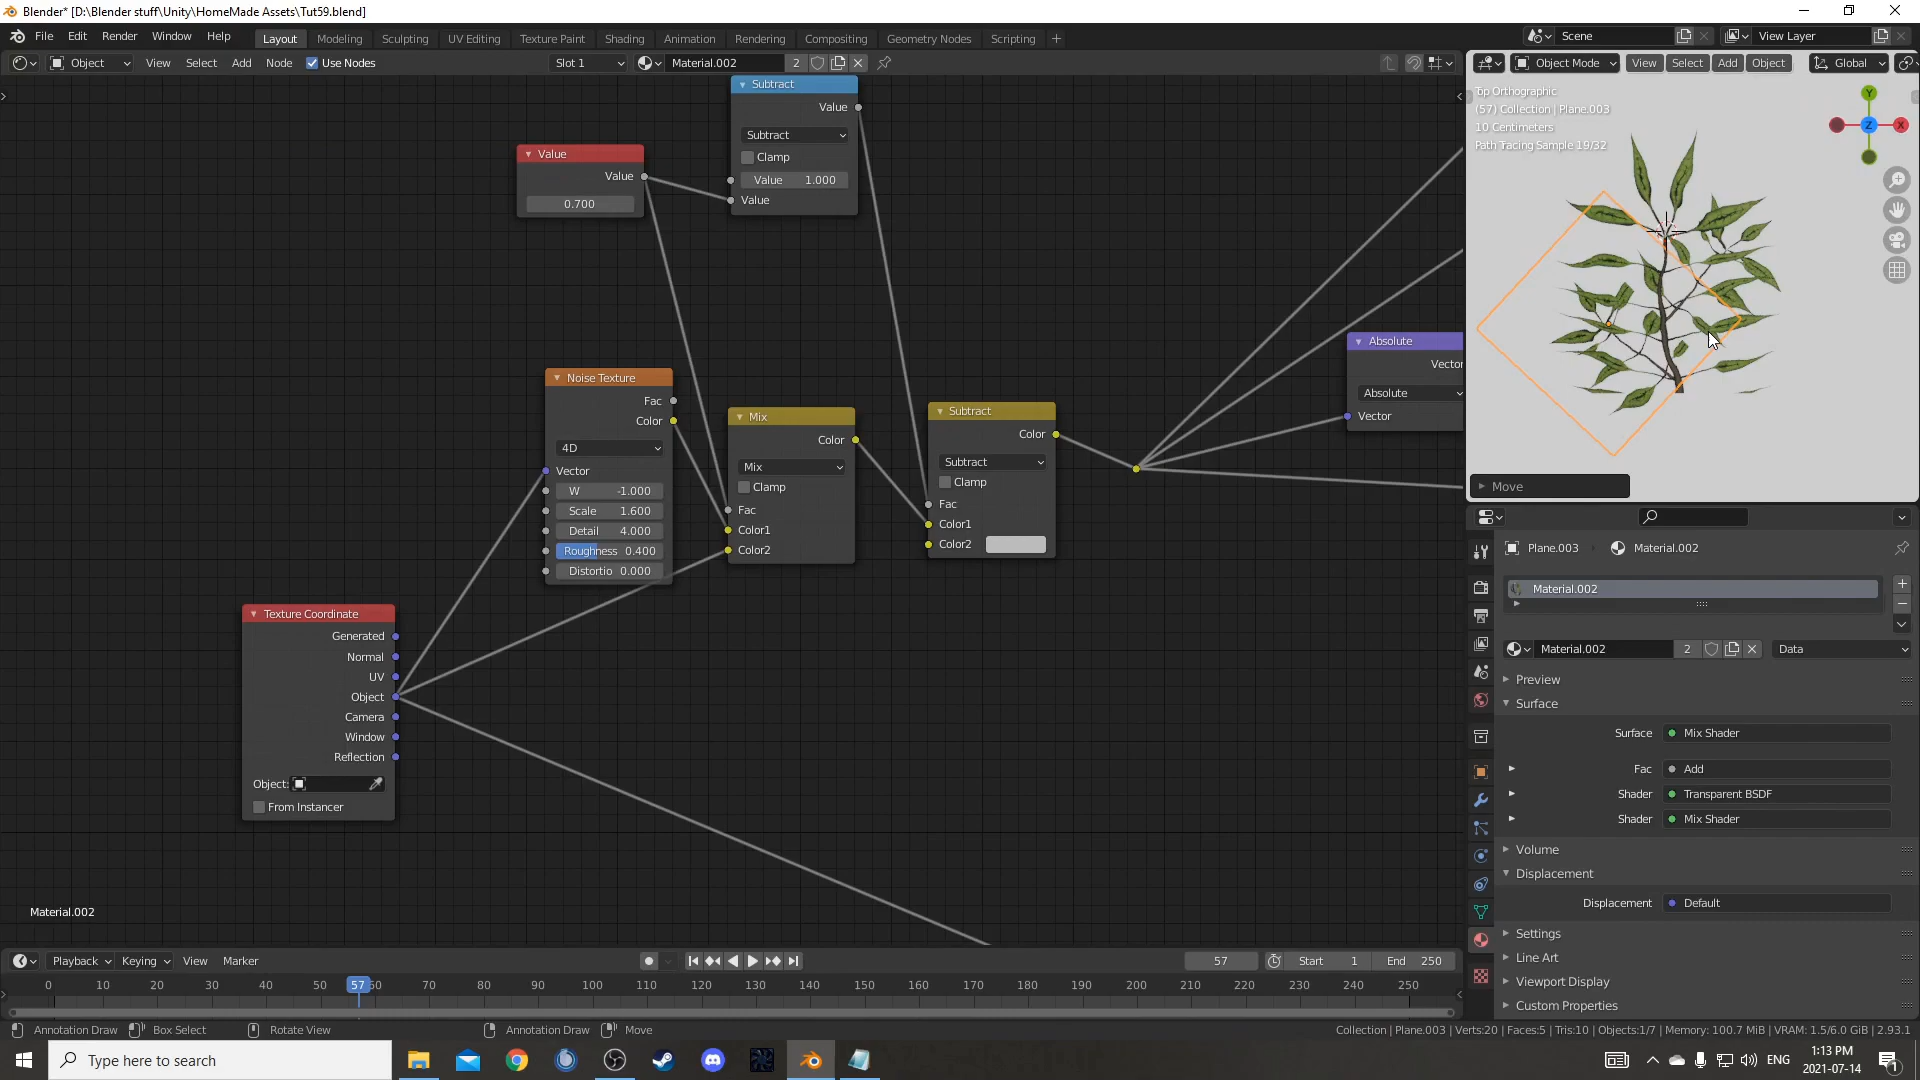 Blender* [D:\Blender stuff\Unity\HomeMade Assets\Tut59.blend]
File Edit Render Window Help Layout Modeling Sculpting UV Editing Texture Paint Shading Animation Rendering Compositing Geometry Nodes Scripting + Scene View Layer
Object View Select Add Node Use Nodes Slot 1 Material.002 2 Object Mode View Select Add Object Global
Top Orthographic
(57) Collection | Plane.003
10 Centimeters
Path Tracing Sample 19/32
Y
X
Z
Subtract
Value
Subtract
Clamp
Value 1.000
Value
Value
Value
0.700
Noise Texture
Fac
Color
4D
Vector
W -1.000
Scale 1.600
Detail 4.000
Roughness 0.400
Distortio 0.000
Mix
Color
Mix
Clamp
Fac
Color1
Color2
Subtract
Color
Subtract
Clamp
Fac
Color1
Color2
Absolute
Vector
Absolute
Vector
Texture Coordinate
Generated
Normal
UV
Object
Camera
Window
Reflection
Object:
From Instancer
Material.002
Move
Plane.003 Material.002
Material.002
Material.002 2 Data
Preview
Surface
Surface Mix Shader
Fac Add
Shader Transparent BSDF
Shader Mix Shader
Volume
Displacement
Displacement Default
Settings
Line Art
Viewport Display
Custom Properties
Playback Keying View Marker 57 Start 1 End 250
0 10 20 30 40 50 57 60 70 80 90 100 110 120 130 140 150 160 170 180 190 200 210 220 230 240 250
Annotation Draw Box Select Rotate View Annotation Draw Move Collection | Plane.003 | Verts:20 | Faces:5 | Tris:10 | Objects:1/7 | Memory: 100.7 MiB | VRAM: 1.5/6.0 GiB | 2.93.1
Type here to search ENG 1:13 PM
2021-07-14
1